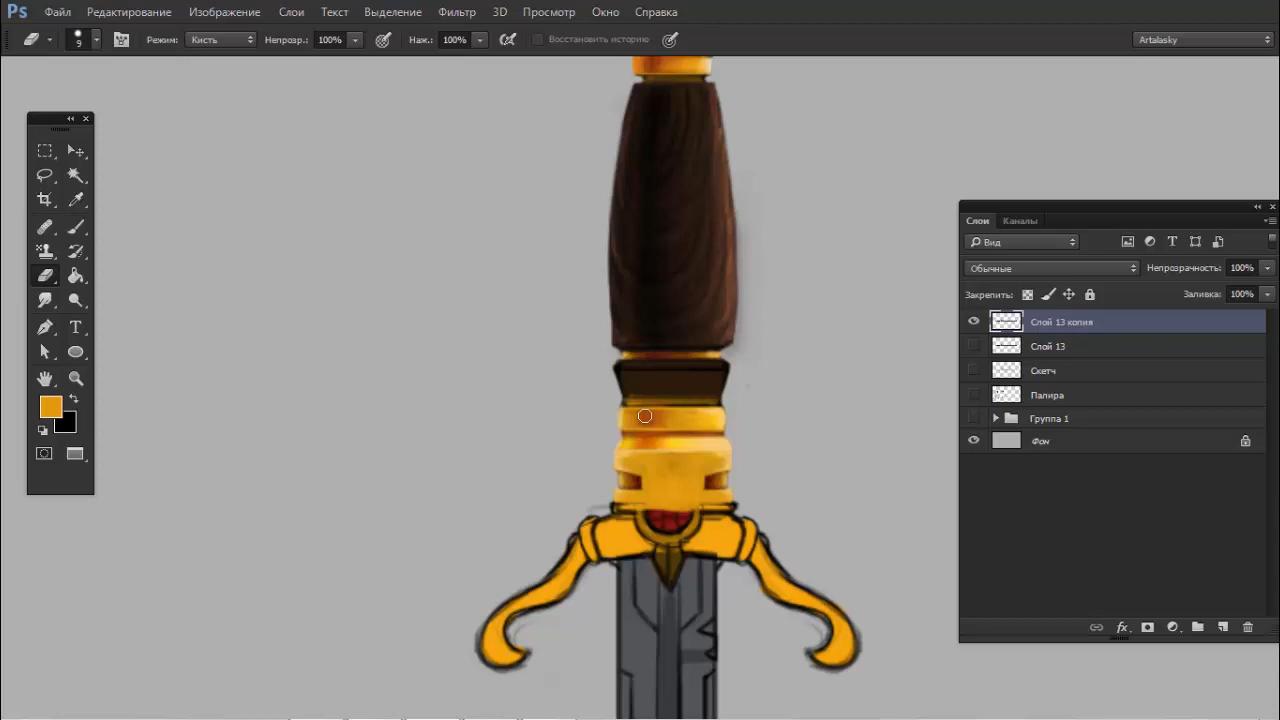 Ps Файл Редактирование Изображение Слои Текст Выделение Фильтр 3D Просмотр Окно Справка
9 Режим: Кисть Непрозр.: 100% Наж.: 100% Восстановить историю Artalasky
Слои Каналы
Вид
Обычные Непрозрачность: 100%
Закрепить: Заливка: 100%
Слой 13 копия
Слой 13
Скетч
Палира
Группа 1
Фон